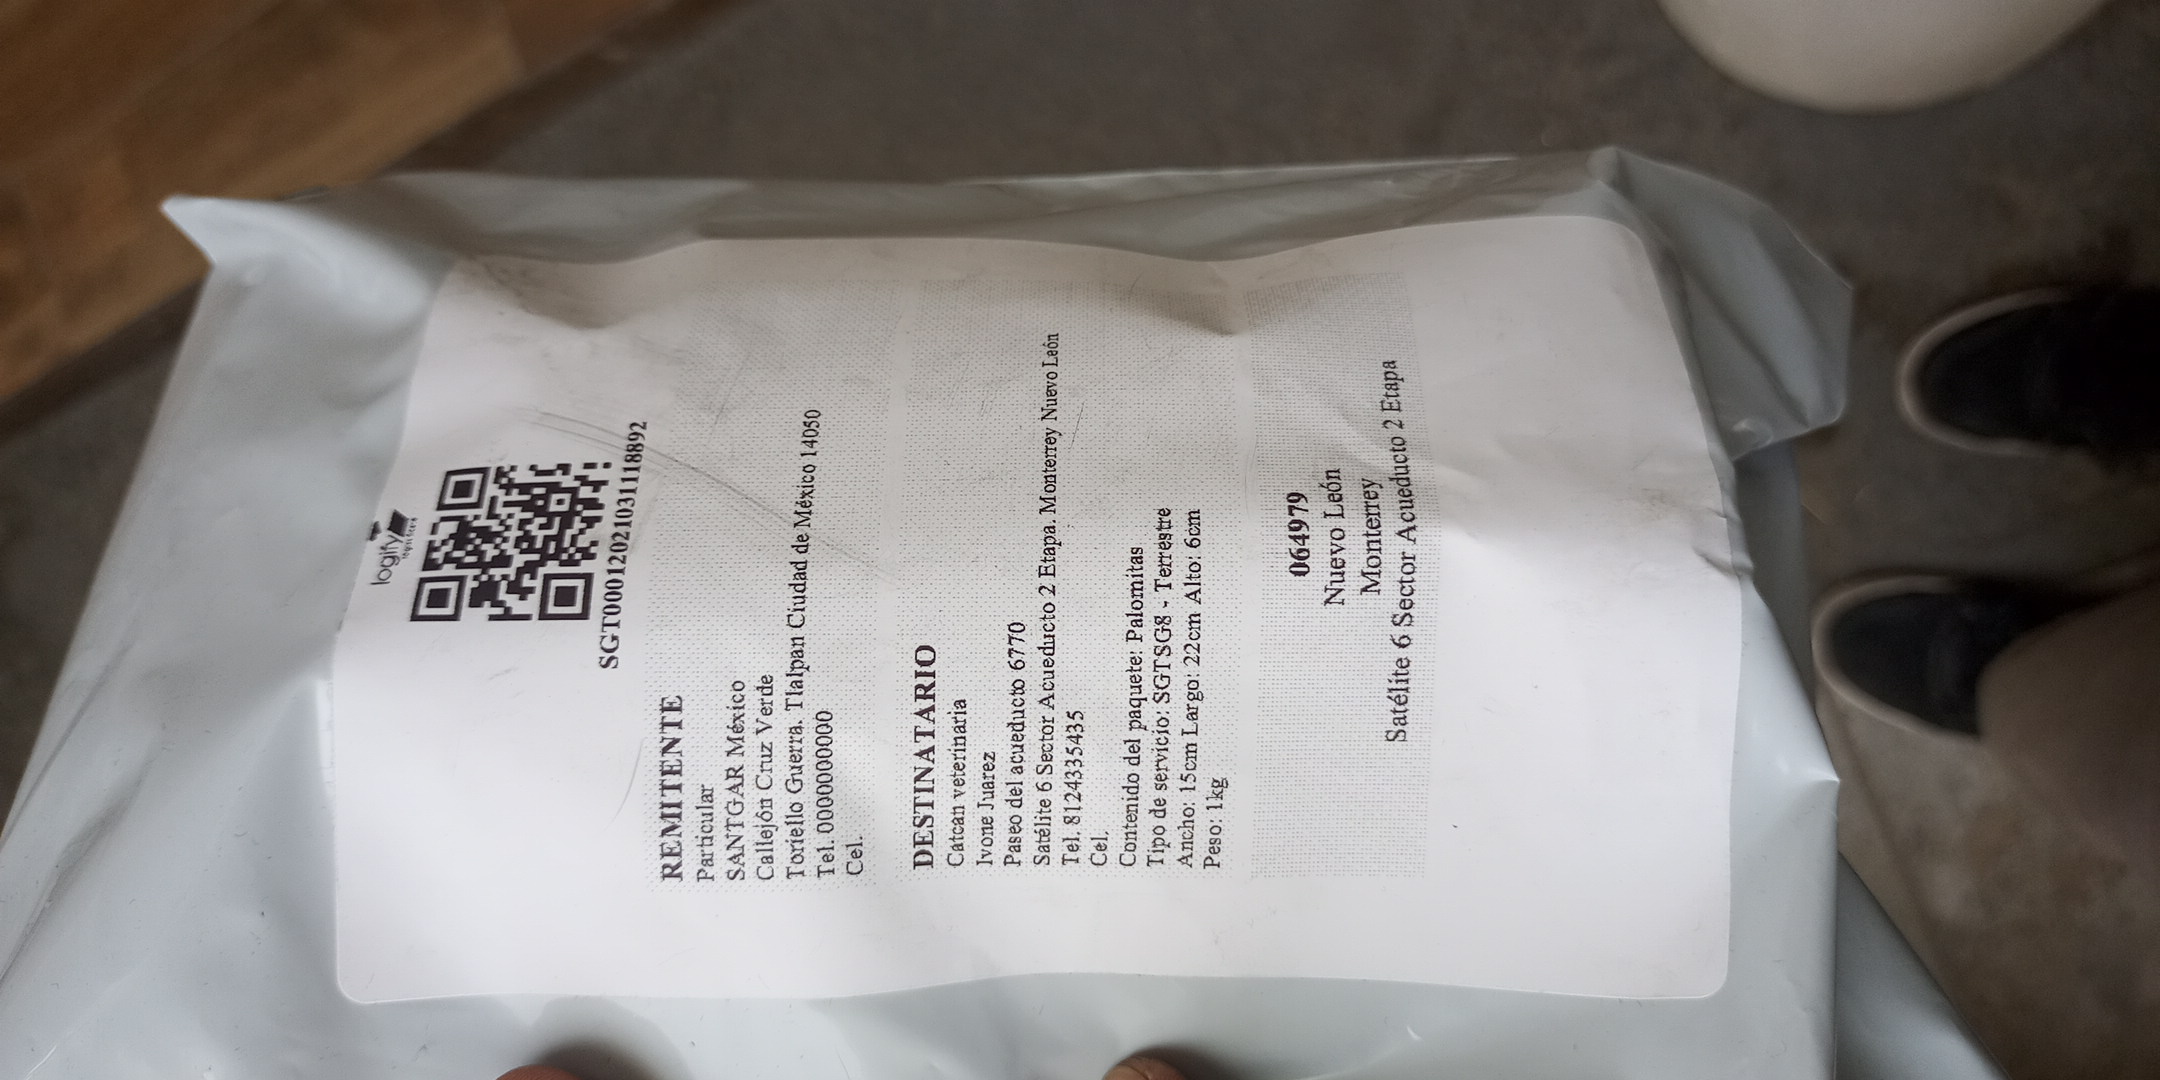 logify
SGT00012021031118892
REMITENTE
Particular
SANTGAR México
Callejón Cruz Verde
Toriello Guerra. Tlalpan Ciudad de México 14050
Tel. 0000000000
Cel.
DESTINATARIO
Catcan veterinaria
Ivone Juarez
Paseo del acueducto 6770
Satélite 6 Sector Acueducto 2 Etapa. Monterrey Nuevo León
Tel. 8124335435
Cel.
Contenido del paquete: Palomitas
Tipo de servicio: SGTSG8 - Terrestre
Ancho: 15cm Largo: 22cm Alto: 6cm
Peso: 1kg
064979
Nuevo León
Monterrey
Satélite 6 Sector Acueducto 2 Etapa